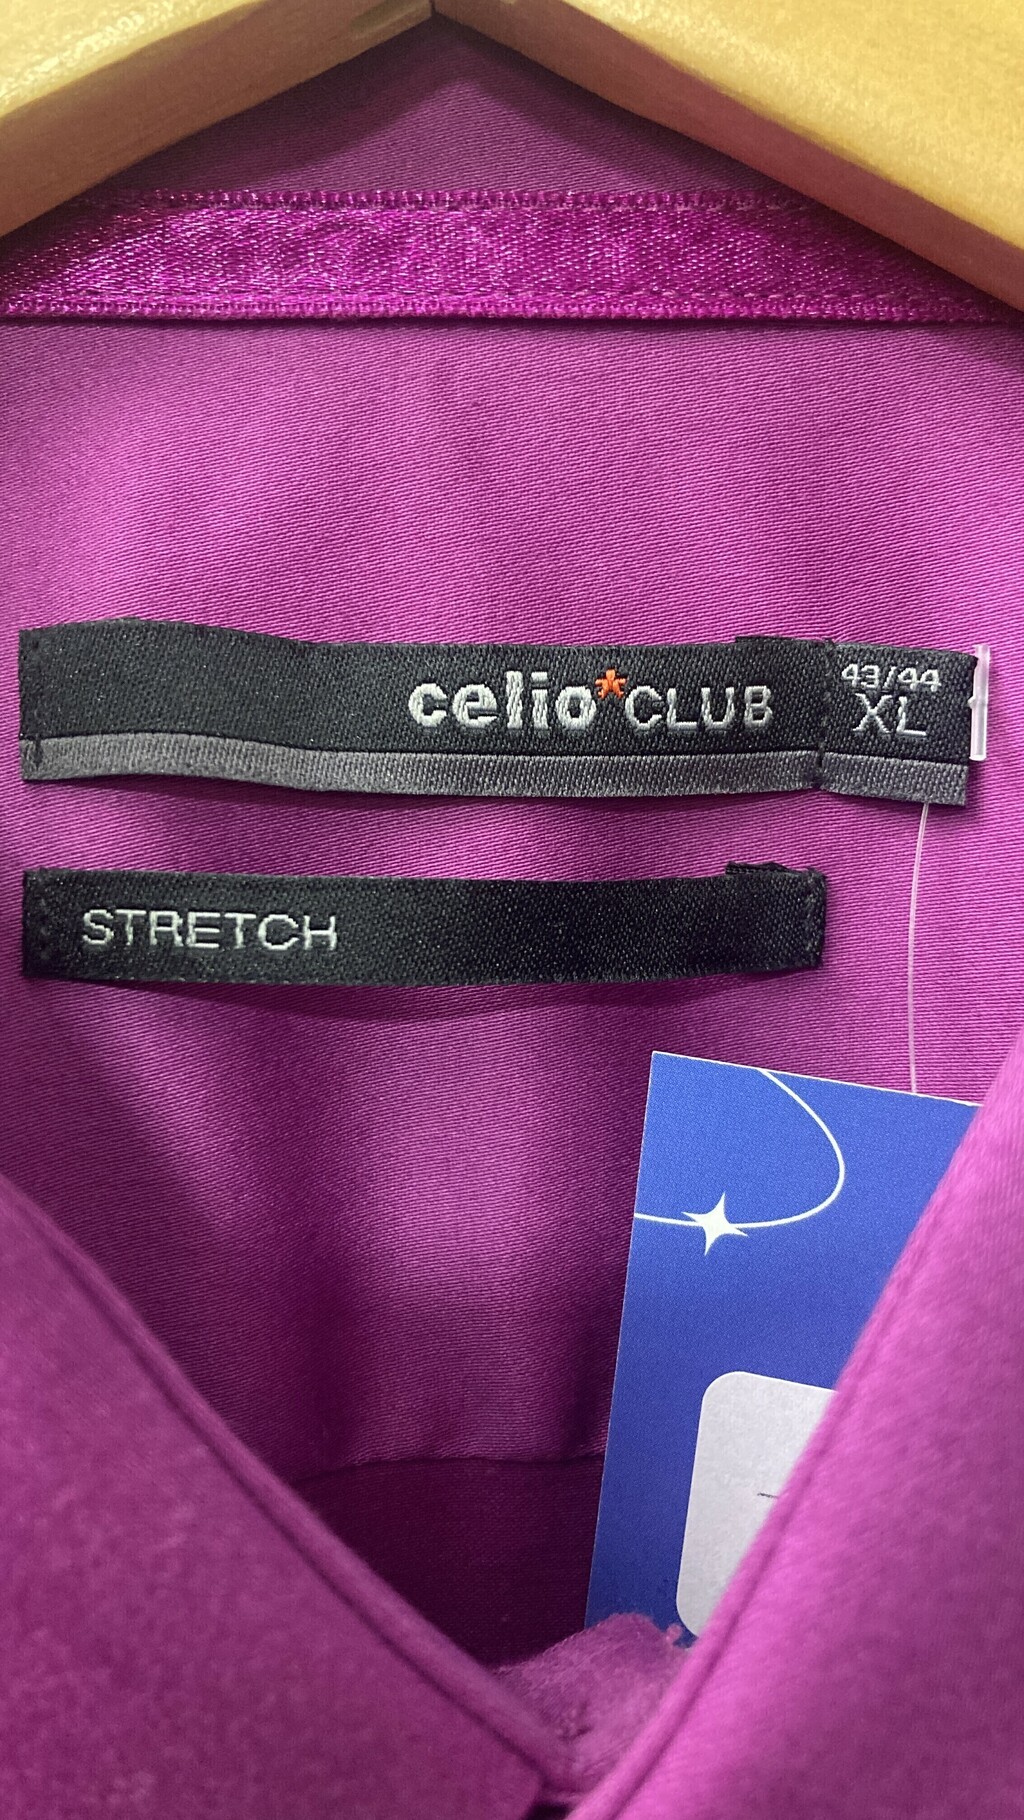 celio*CLUB
43/44
XL
STRETCH